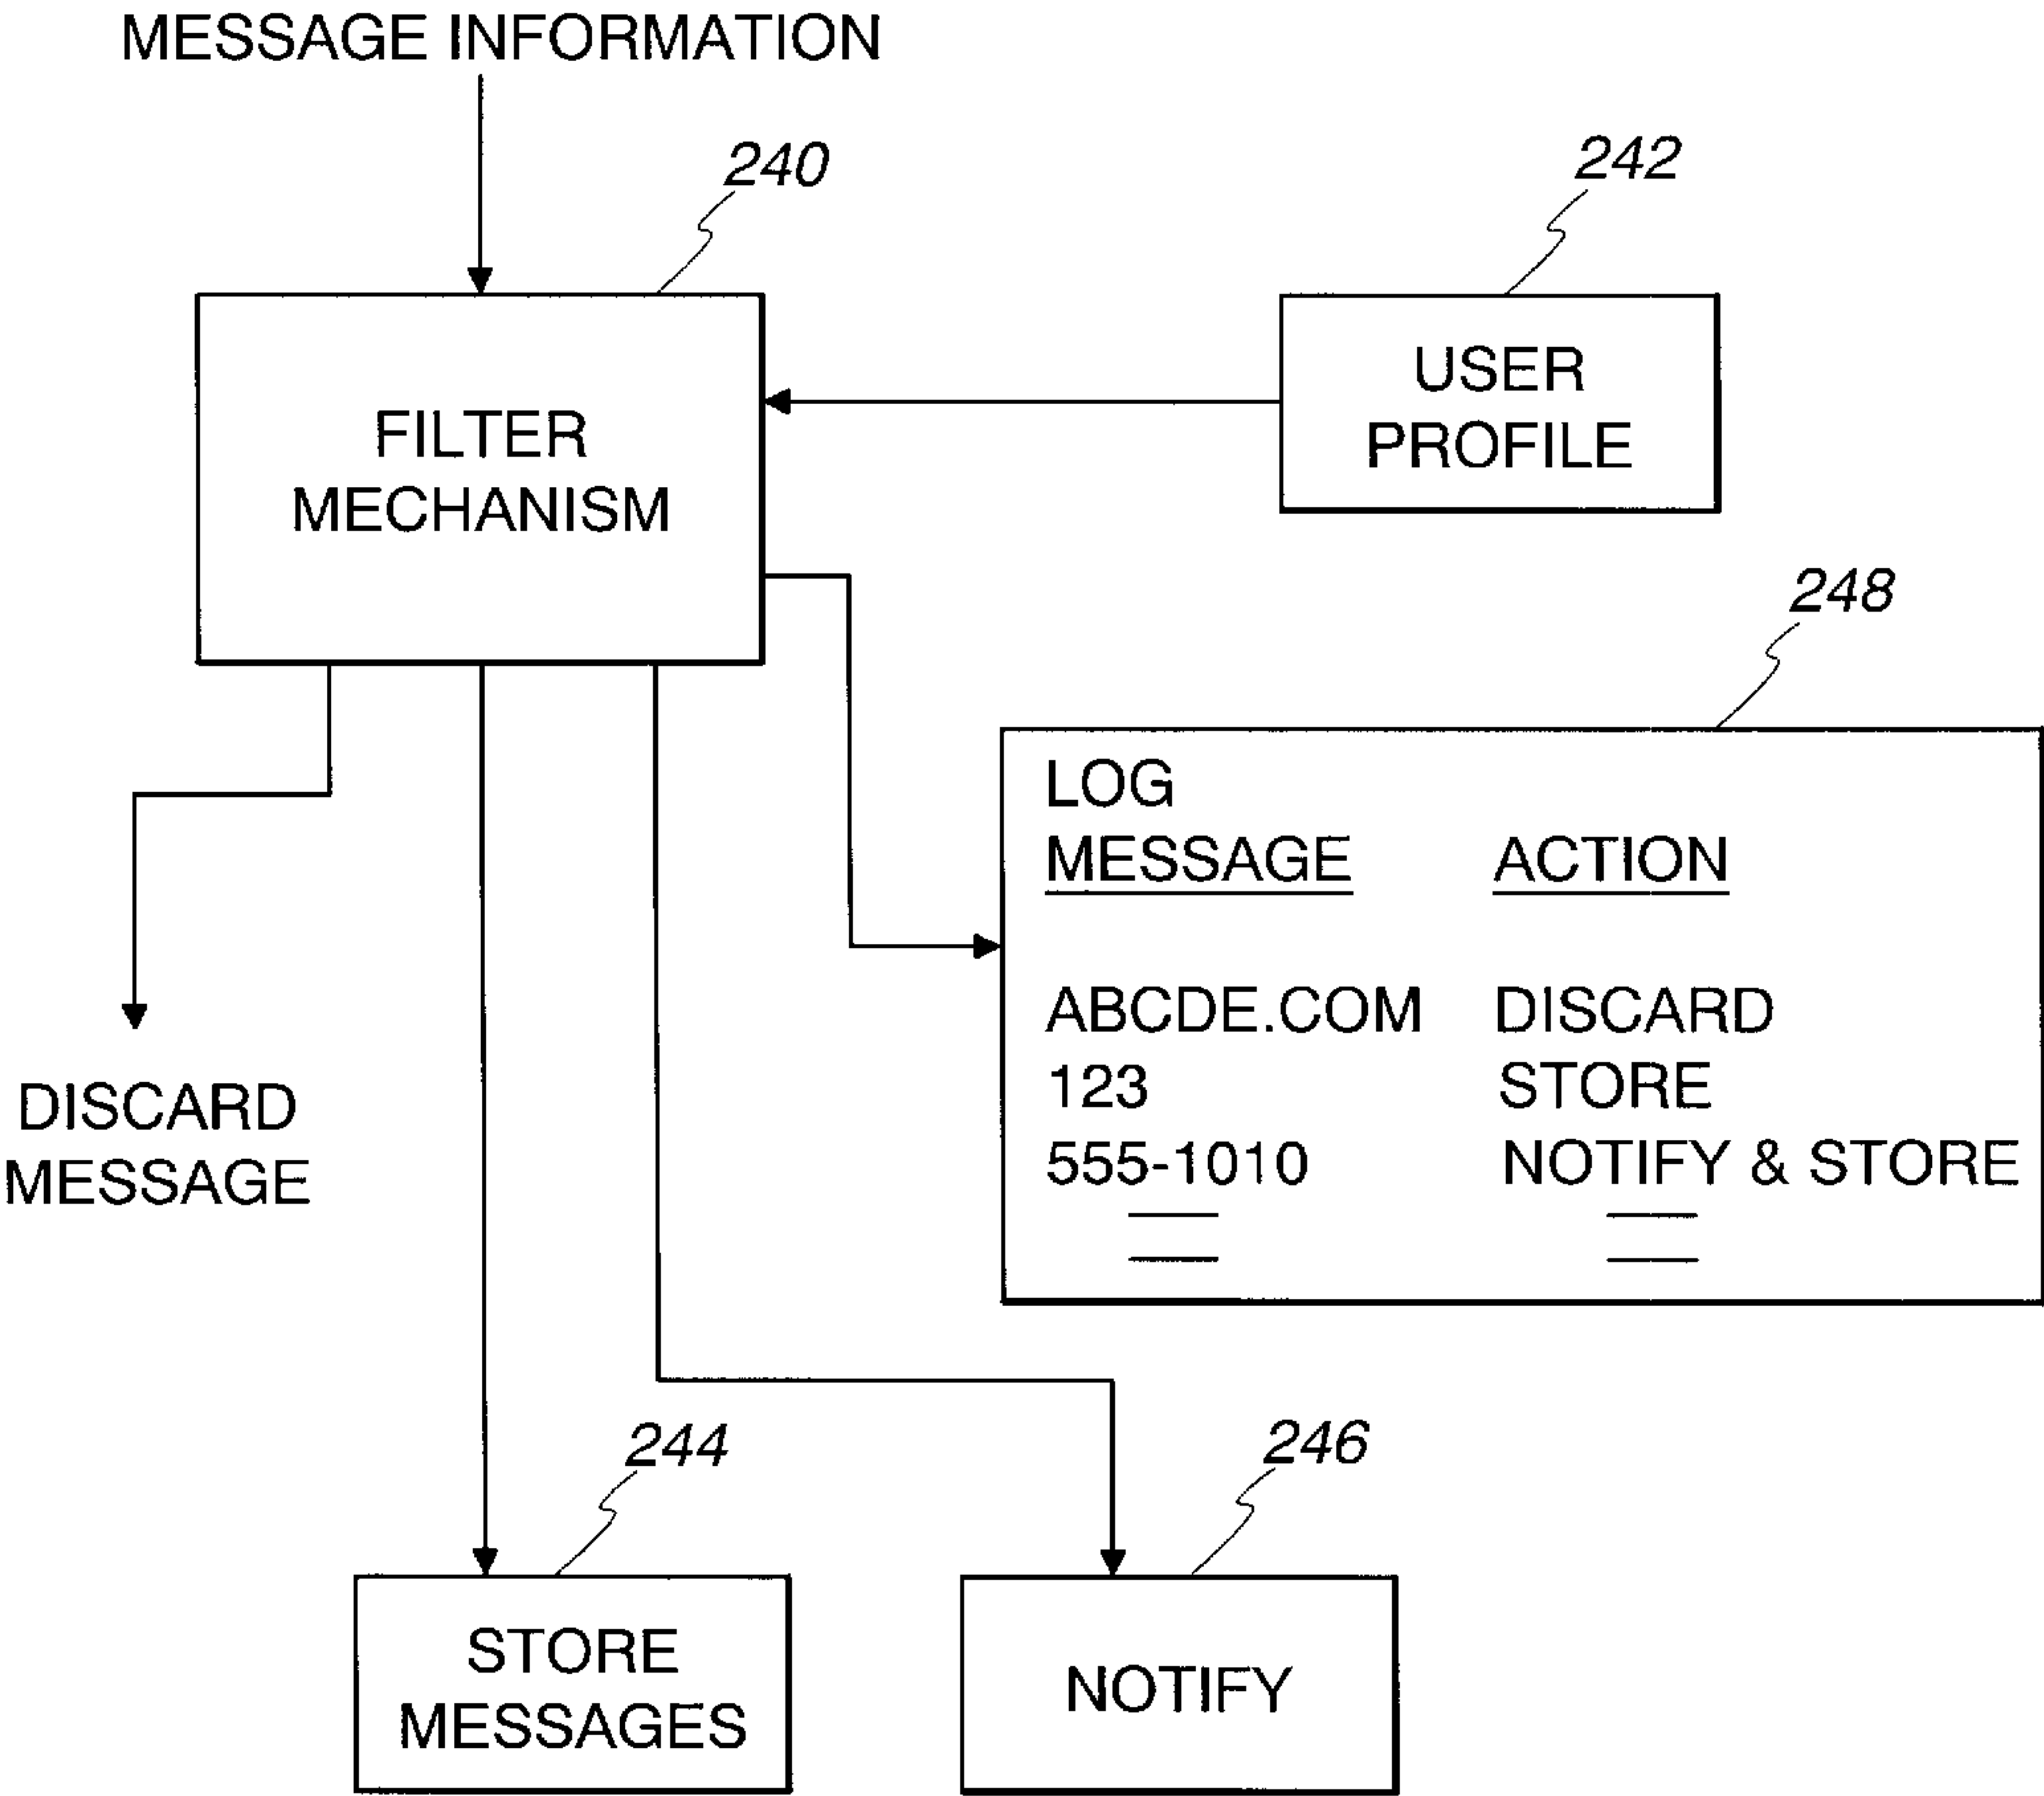 MESSAGE INFORMATION
240
242
FILTER
MECHANISM
USER
PROFILE
248
LOG
MESSAGE ACTION
ABCDE.COM DISCARD
123 STORE
555-1010 NOTIFY & STORE
DISCARD
MESSAGE
244
246
STORE
MESSAGES
NOTIFY